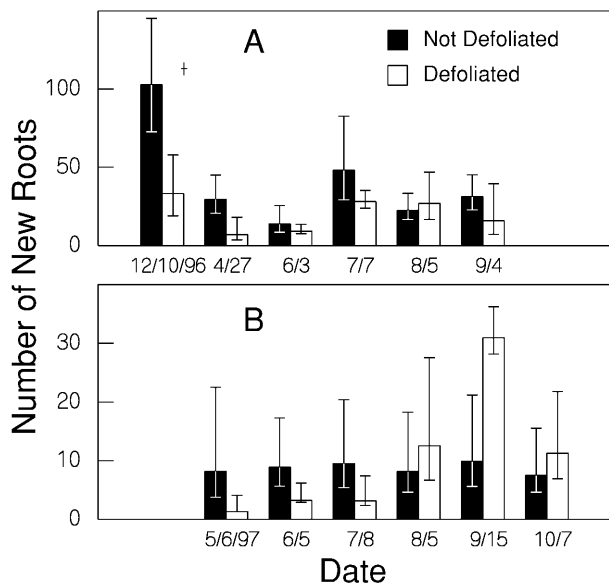 A
Not Defoliated
Defoliated
†
100
50
0
12/10/96 4/27 6/3 7/7 8/5 9/4
Number of New Roots
B
30
20
10
0
5/6/97 6/5 7/8 8/5 9/15 10/7
Date